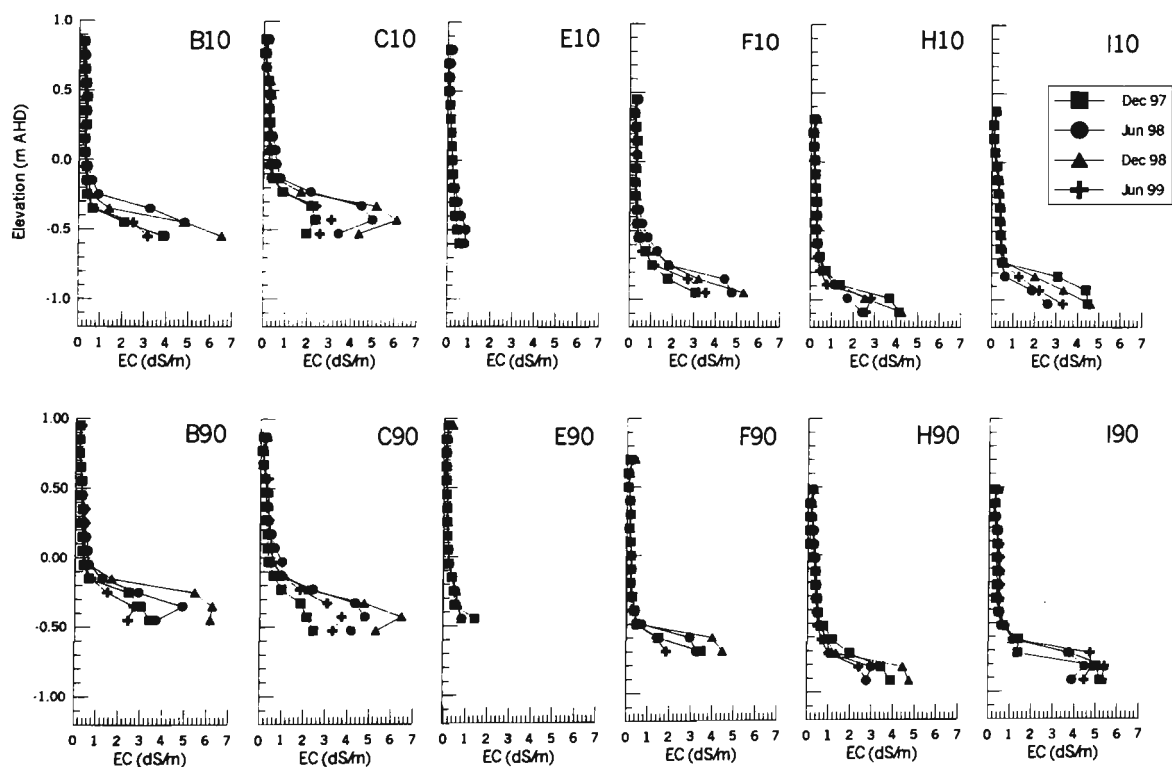 B10
C10
E10
F10
H10
I10
1.0
0.5
0.0
-0.5
-1.0
Elevation (m AHD)
Dec 97
Jun 98
Dec 98
Jun 99
0 1 2 3 4 5 6 7
0 1 2 3 4 5 6 7
0 1 2 3 4 5 6 7
0 1 2 3 4 5 6 7
0 1 2 3 4 5 6 7
0 1 2 3 4 5 6 7
EC (dS/m)
EC (dS/m)
EC (dS/m)
EC (dS/m)
EC (dS/m)
EC (dS/m)
B90
C90
E90
F90
H90
I90
1.00
0.50
0.00
-0.50
-1.00
0 1 2 3 4 5 6 7
0 1 2 3 4 5 6 7
0 1 2 3 4 5 6 7
0 1 2 3 4 5 6 7
0 1 2 3 4 5 6 7
0 1 2 3 4 5 6 7
EC (dS/m)
EC (dS/m)
EC (dS/m)
EC (dS/m)
EC (dS/m)
EC (dS/m)